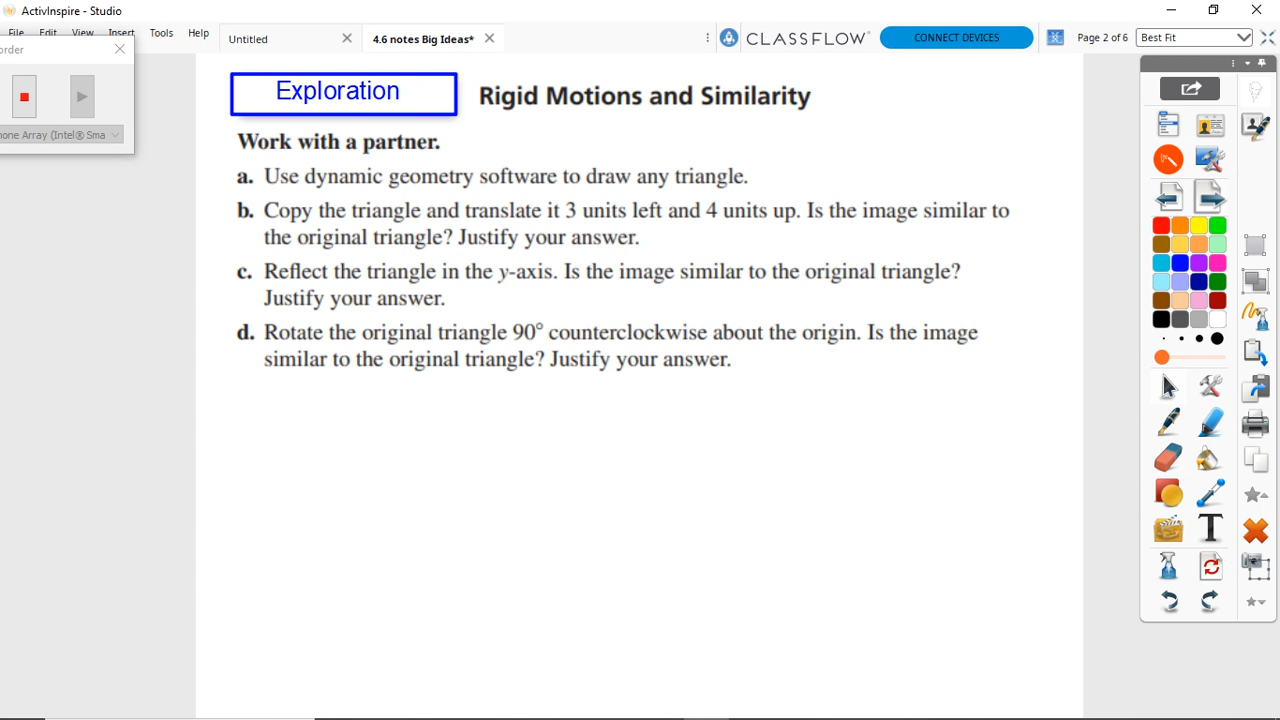 ActivInspire - Studio
File Edit View Insert Tools Help
order
Untitled
4.6 notes Big Ideas*
CLASSFLOW
CONNECT DEVICES
Page 2 of 6
Best Fit
hone Array (Intel® Sma
Exploration
Rigid Motions and Similarity
Work with a partner.
a. Use dynamic geometry software to draw any triangle.
b. Copy the triangle and translate it 3 units left and 4 units up. Is the image similar to
the original triangle? Justify your answer.
c. Reflect the triangle in the y-axis. Is the image similar to the original triangle?
Justify your answer.
d. Rotate the original triangle 90° counterclockwise about the origin. Is the image
similar to the original triangle? Justify your answer.